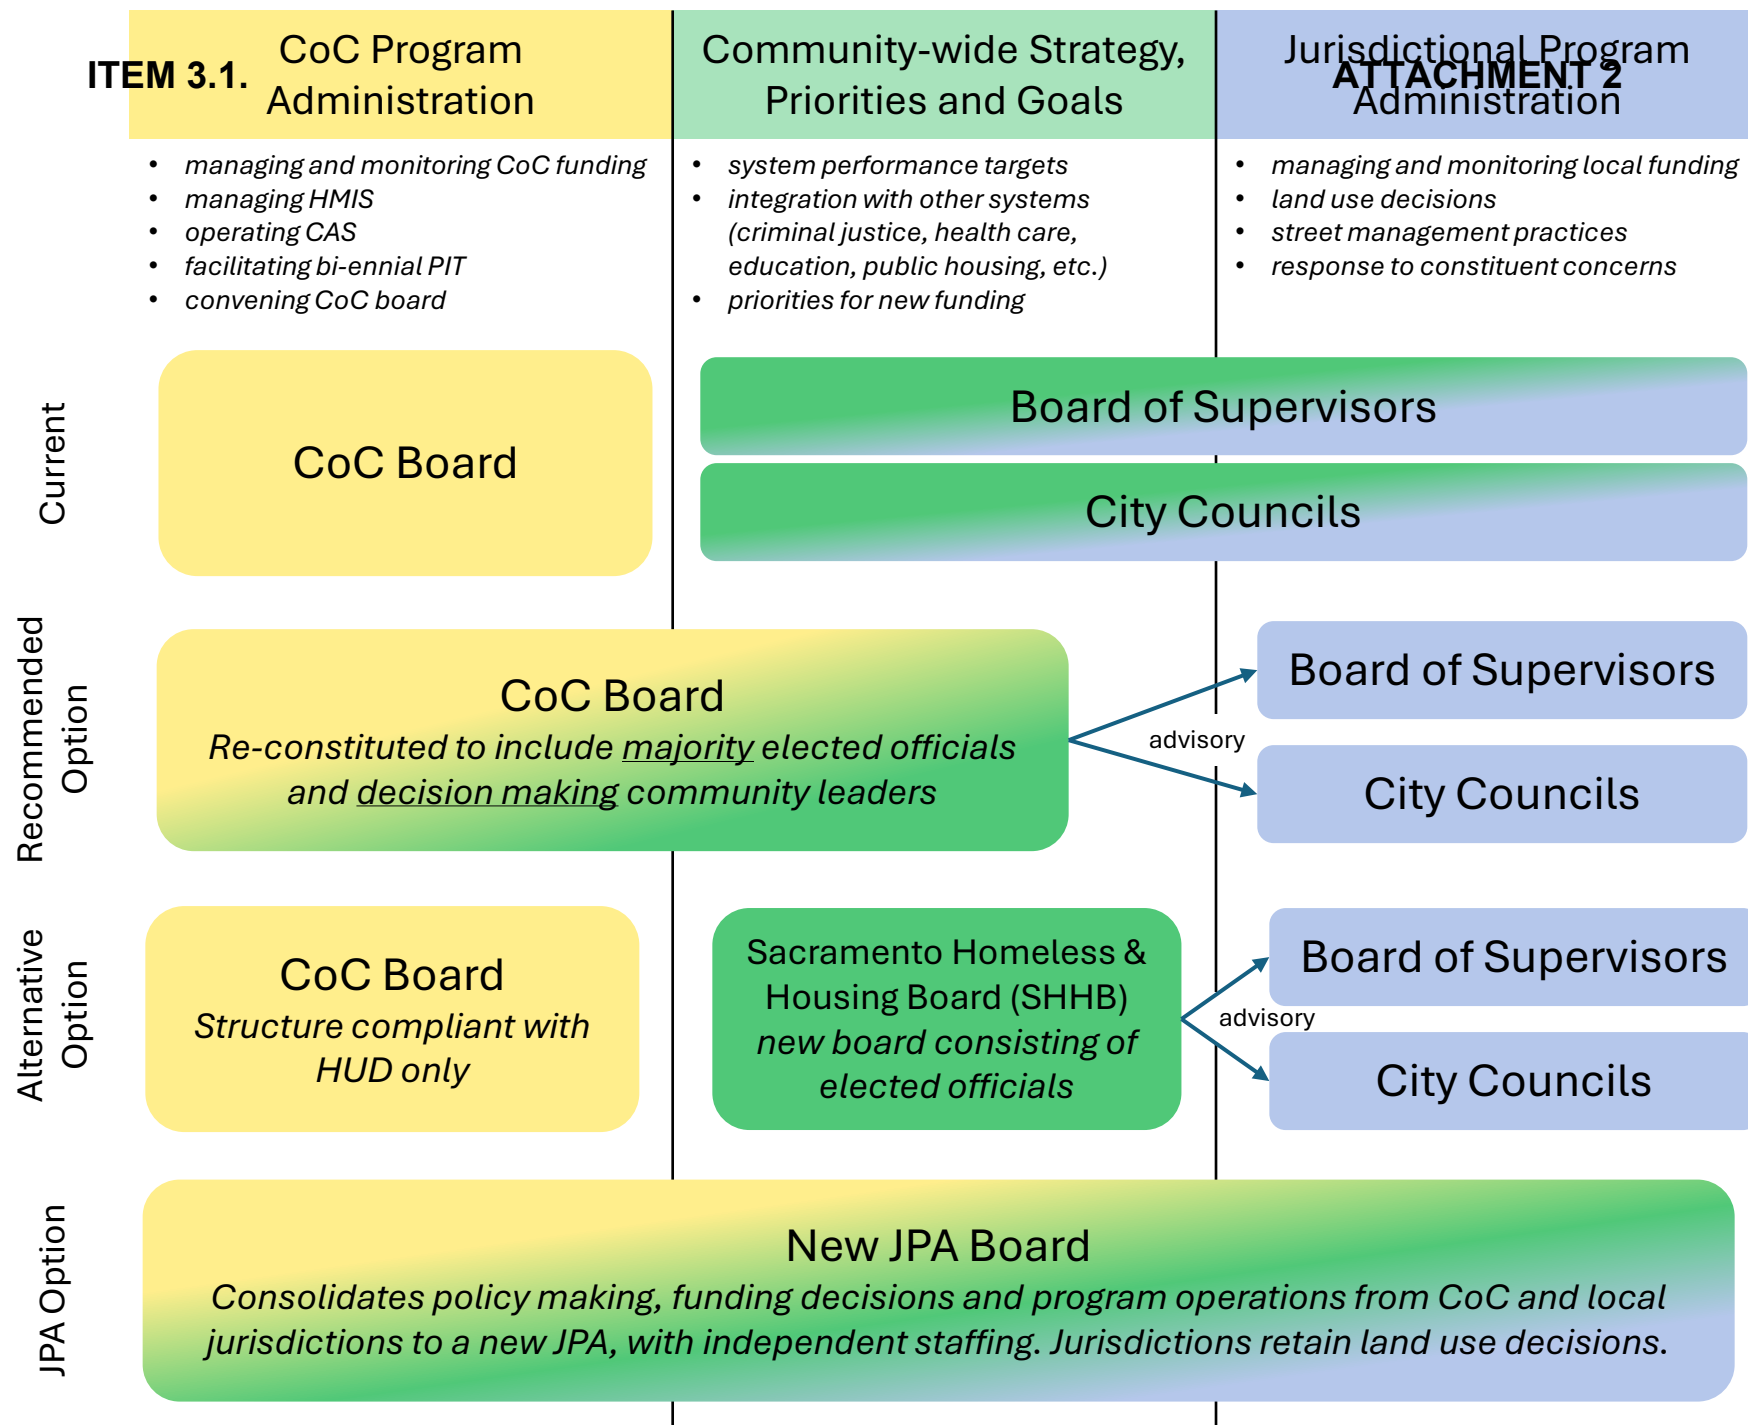 ITEM 3.1.
ATTACHMENT 2
CoC Program
Administration
Community-wide Strategy,
Priorities and Goals
Jurisdictional Program
Administration
• managing and monitoring CoC funding
• managing HMIS
• operating CAS
• facilitating bi-ennial PIT
• convening CoC board
• system performance targets
• integration with other systems
(criminal justice, health care,
education, public housing, etc.)
• priorities for new funding
• managing and monitoring local funding
• land use decisions
• street management practices
• response to constituent concerns
Current
CoC Board
Board of Supervisors
City Councils
Recommended
Option
CoC Board
Re-constituted to include majority elected officials
and decision making community leaders
advisory
Board of Supervisors
City Councils
Alternative
Option
CoC Board
Structure compliant with
HUD only
Sacramento Homeless &
Housing Board (SHHB)
new board consisting of
elected officials
advisory
Board of Supervisors
City Councils
JPA Option
New JPA Board
Consolidates policy making, funding decisions and program operations from CoC and local
jurisdictions to a new JPA, with independent staffing. Jurisdictions retain land use decisions.